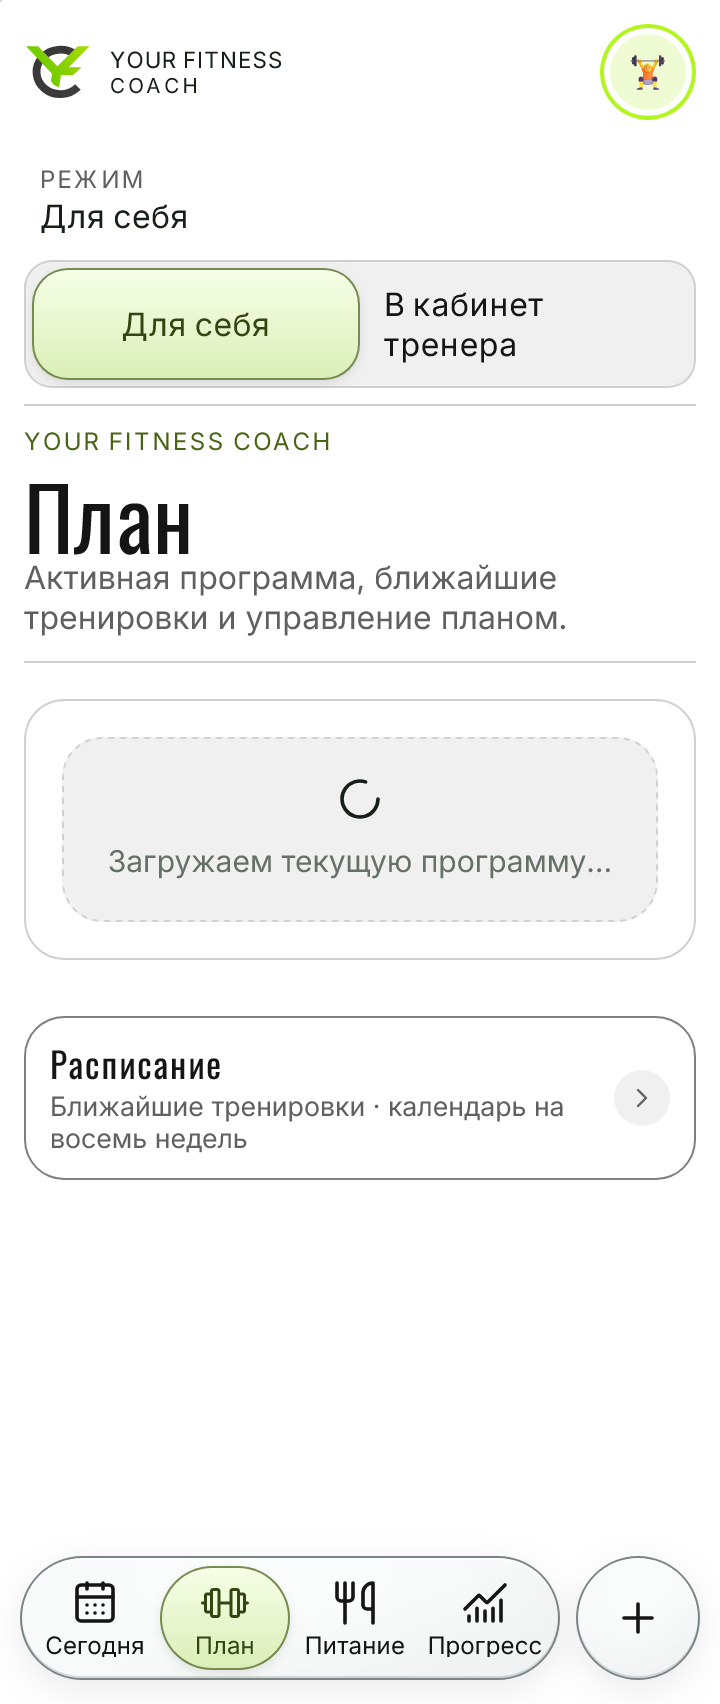 YOUR FITNESS
COACH
РЕЖИМ
Для себя
Для себя
В кабинет
тренера
YOUR FITNESS COACH
План
Активная программа, ближайшие
тренировки и управление планом.
Загружаем текущую программу...
Расписание
Ближайшие тренировки · календарь на
восемь недель
Сегодня
План
Питание
Прогресс